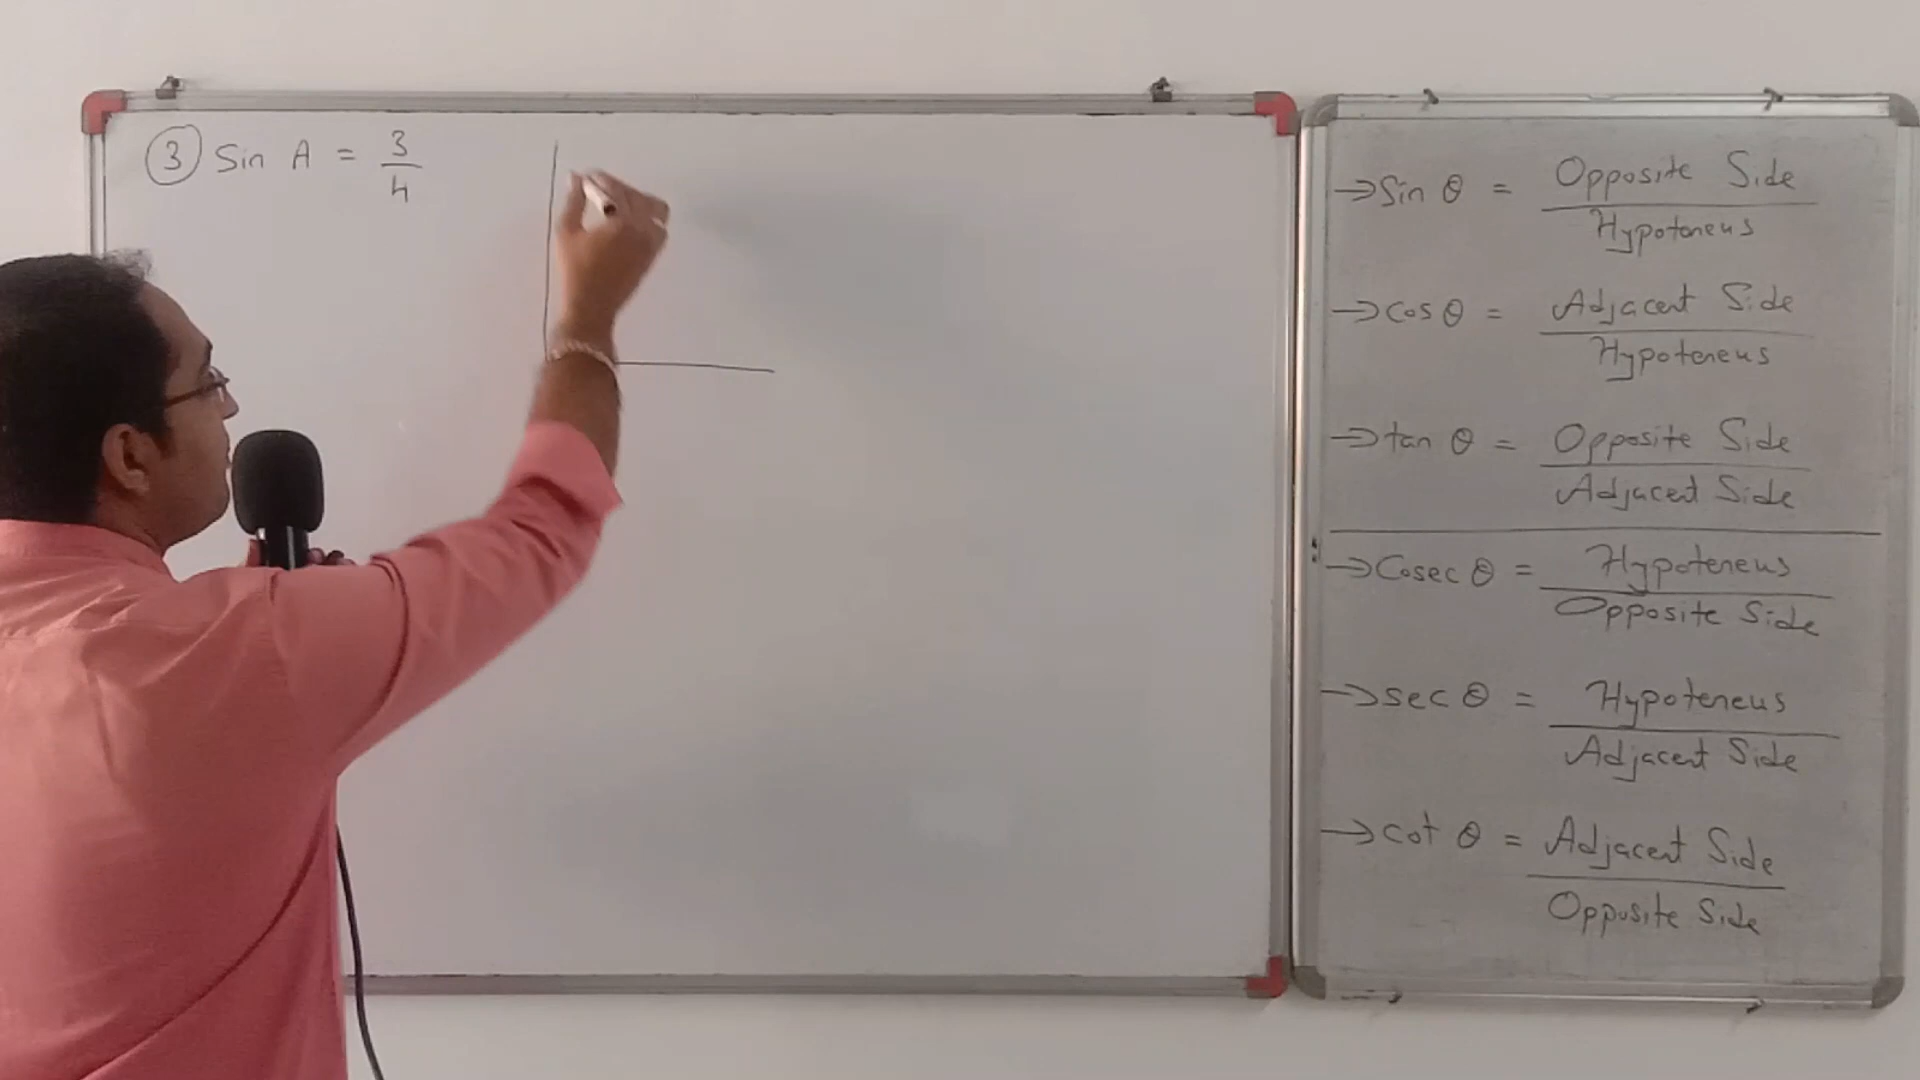 ③ Sin A = 3/4
→ Sin θ = Opposite Side / Hypoteneus
→ cos θ = Adjacent Side / Hypoteneus
→ tan θ = Opposite Side / Adjacent Side
→ Cosec θ = Hypoteneus / Opposite Side
→ sec θ = Hypoteneus / Adjacent Side
→ cot θ = Adjacent Side / Opposite Side